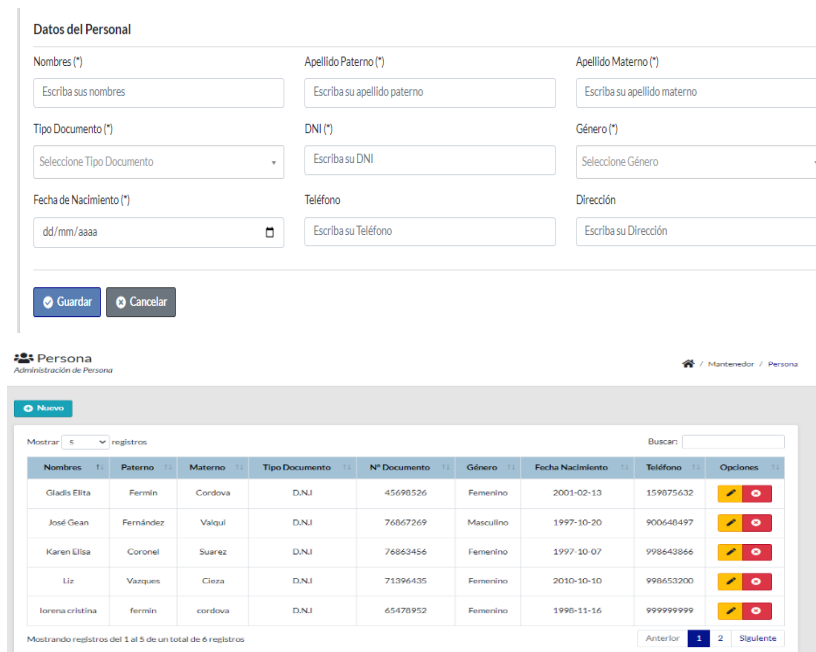 Datos del Personal
Nombres (*) Apellido Paterno (*) Apellido Materno (*)
Escriba sus nombres Escriba su apellido paterno Escriba su apellido materno
Tipo Documento (*) DNI (*) Género (*)
Seleccione Tipo Documento Escriba su DNI Seleccione Género
Fecha de Nacimiento (*) Teléfono Dirección
dd/mm/aaaa Escriba su Teléfono Escriba su Dirección
Guardar Cancelar
Persona
Administración de Persona / Mantenedor / Persona
Nuevo
Mostrar 5 registros Buscar:
Nombres Paterno Materno Tipo Documento Nº Documento Género Fecha Nacimiento Teléfono Opciones
Gladis Elita Fermin Cordova D.N.I 45698526 Femenino 2001-02-13 159875632
José Gean Fernández Valqui D.N.I 76867269 Masculino 1997-10-20 900648497
Karen Elisa Coronel Suarez D.N.I 76863456 Femenino 1997-10-07 998643866
Liz Vazques Cieza D.N.I 71396435 Femenino 2010-10-10 998653200
lorena cristina fermin cordova D.N.I 65478952 Femenino 1998-11-16 999999999
Mostrando registros del 1 al 5 de un total de 6 registros Anterior 1 2 Siguiente